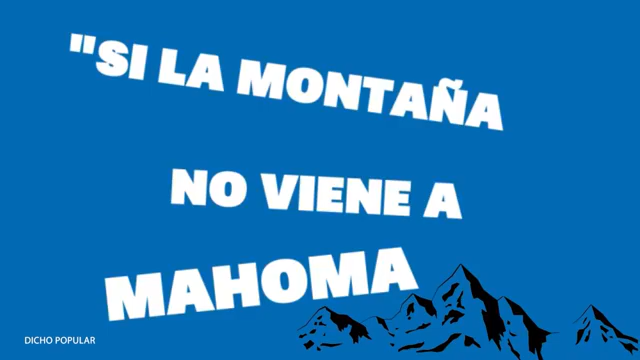 "SI LA MONTAÑA
NO VIENE A
MAHOMA
DICHO POPULAR